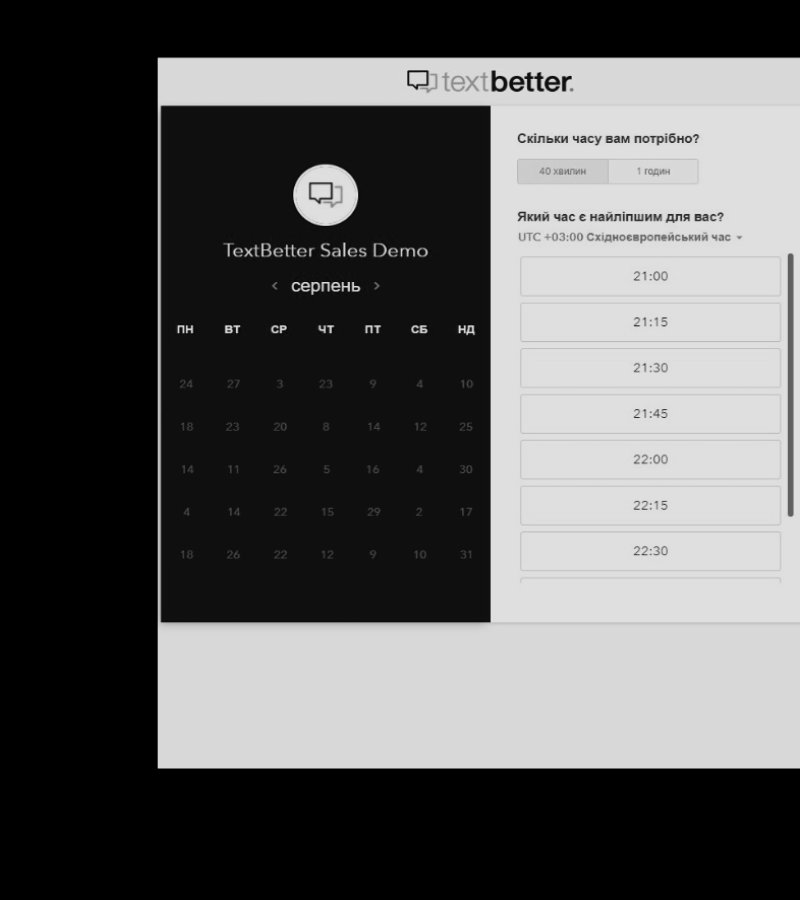 textbetter.
TextBetter Sales Demo
< серпень >
ПН ВТ СР ЧТ ПТ СБ НД
24 27 3 23 9 4 10
18 23 20 8 14 12 25
14 11 26 5 16 4 30
4 14 22 15 29 2 17
18 26 22 12 9 10 31
Скільки часу вам потрібно?
40 хвилин 1 годин
Який час є найліпшим для вас?
UTC +03:00 Східноєвропейський час
21:00
21:15
21:30
21:45
22:00
22:15
22:30